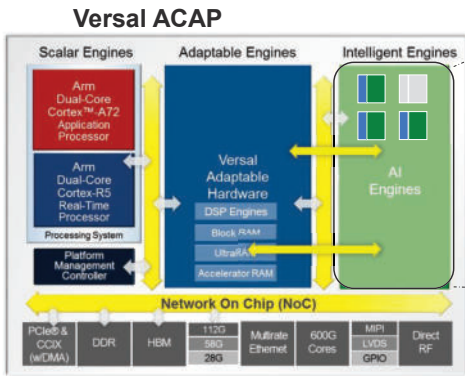 Versal ACAP
Scalar Engines
Adaptable Engines
Intelligent Engines
Arm
Dual-Core
Cortex™-A72
Application
Processor
Arm
Dual-Core
Cortex-R5
Real-Time
Processor
Processing System
Platform
Management
Controller
Versal
Adaptable
Hardware
DSP Engines
Block RAM
UltraRAM
Accelerator RAM
AI
Engines
Network On Chip (NoC)
PCIe® &
CCIX
(w/DMA)
DDR
HBM
112G
58G
28G
Multirate
Ethernet
600G
Cores
MIPI
LVDS
GPIO
Direct
RF